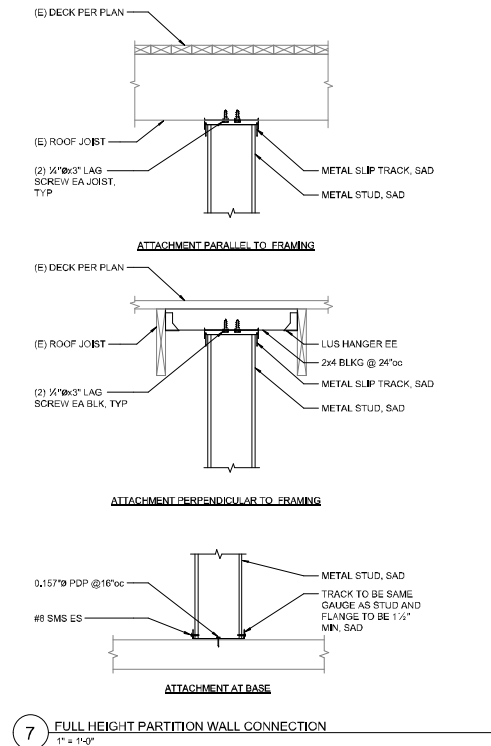 (E) DECK PER PLAN
(E) ROOF JOIST
(2) ¼"Øx3" LAG
SCREW EA JOIST,
TYP
METAL SLIP TRACK, SAD
METAL STUD, SAD
ATTACHMENT PARALLEL TO FRAMING
(E) DECK PER PLAN
(E) ROOF JOIST
(2) ¼"Øx3" LAG
SCREW EA BLK, TYP
LUS HANGER EE
2x4 BLKG @ 24"oc
METAL SLIP TRACK, SAD
METAL STUD, SAD
ATTACHMENT PERPENDICULAR TO FRAMING
0.157"Ø PDP @16"oc
#8 SMS ES
METAL STUD, SAD
TRACK TO BE SAME
GAUGE AS STUD AND
FLANGE TO BE 1½"
MIN, SAD
ATTACHMENT AT BASE
7 FULL HEIGHT PARTITION WALL CONNECTION
1" = 1'-0"